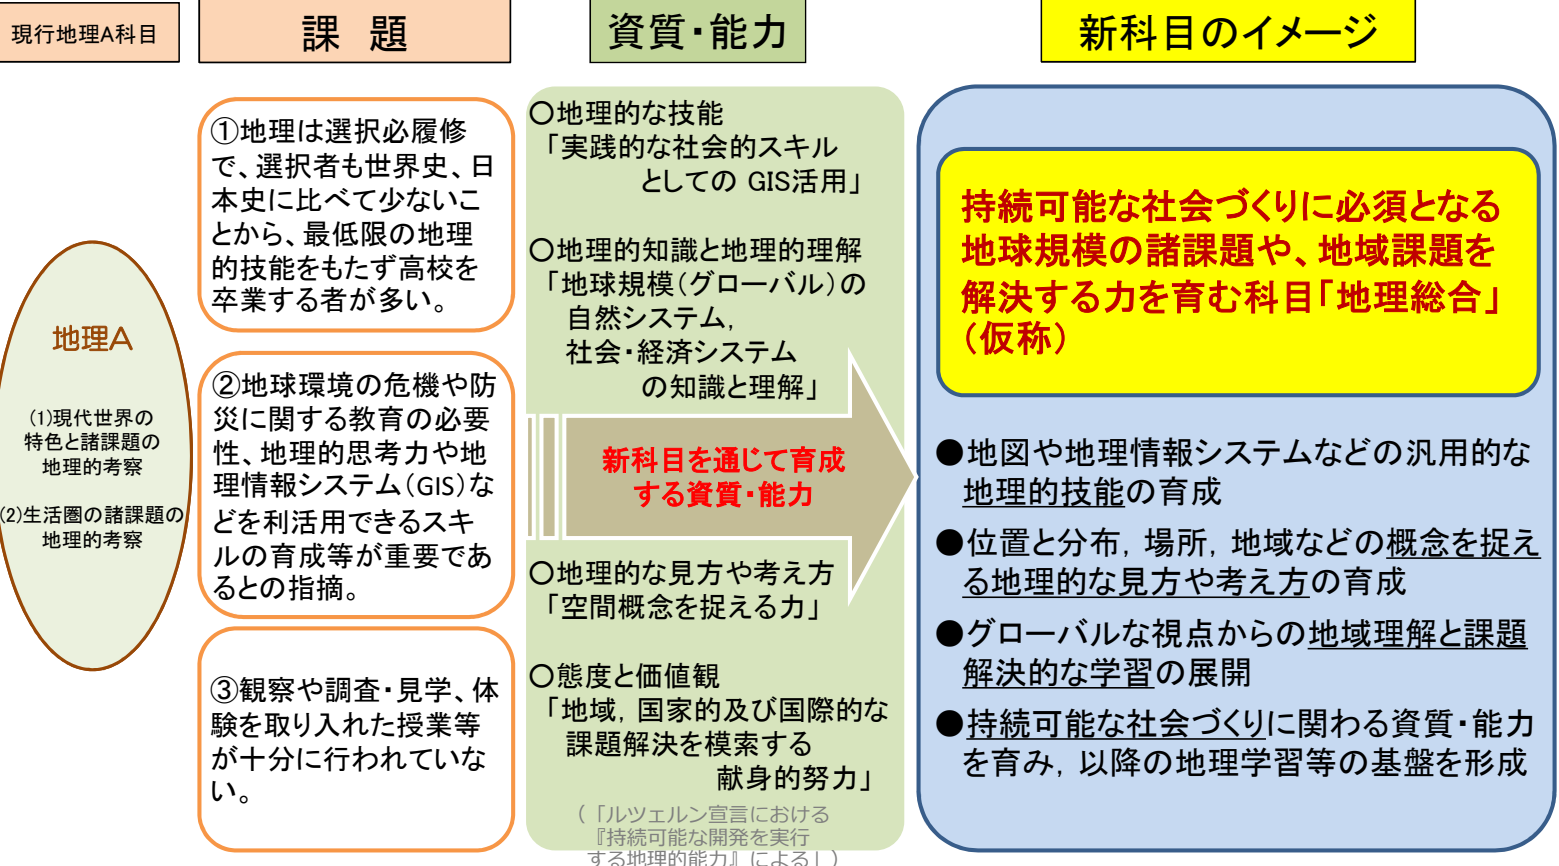 現行地理A科目
課　題
資質・能力
新科目のイメージ
地理A
(1)現代世界の
特色と諸課題の
地理的考察
(2)生活圏の諸課題の
地理的考察
①地理は選択必履修
で、選択者も世界史、日
本史に比べて少ないこ
とから、最低限の地理
的技能をもたず高校を
卒業する者が多い。
②地球環境の危機や防
災に関する教育の必要
性、地理的思考力や地
理情報システム（GIS）な
どを利活用できるスキ
ルの育成等が重要であ
るとの指摘。
③観察や調査・見学、体
験を取り入れた授業等
が十分に行われていな
い。
○地理的な技能
「実践的な社会的スキル
としての GIS活用」
○地理的知識と地理的理解
「地球規模（グローバル）の
自然システム，
社会・経済システム
の知識と理解」
新科目を通じて育成
する資質・能力
○地理的な見方や考え方
「空間概念を捉える力」
○態度と価値観
「地域，国家的及び国際的な
課題解決を模索する
献身的努力」
（「ルツェルン宣言における
『持続可能な開発を実行
する地理的能力』による」）
持続可能な社会づくりに必須となる
地球規模の諸課題や、地域課題を
解決する力を育む科目「地理総合」
（仮称）
●地図や地理情報システムなどの汎用的な
地理的技能の育成
●位置と分布，場所，地域などの概念を捉え
る地理的な見方や考え方の育成
●グローバルな視点からの地域理解と課題
解決的な学習の展開
●持続可能な社会づくりに関わる資質・能力
を育み，以降の地理学習等の基盤を形成